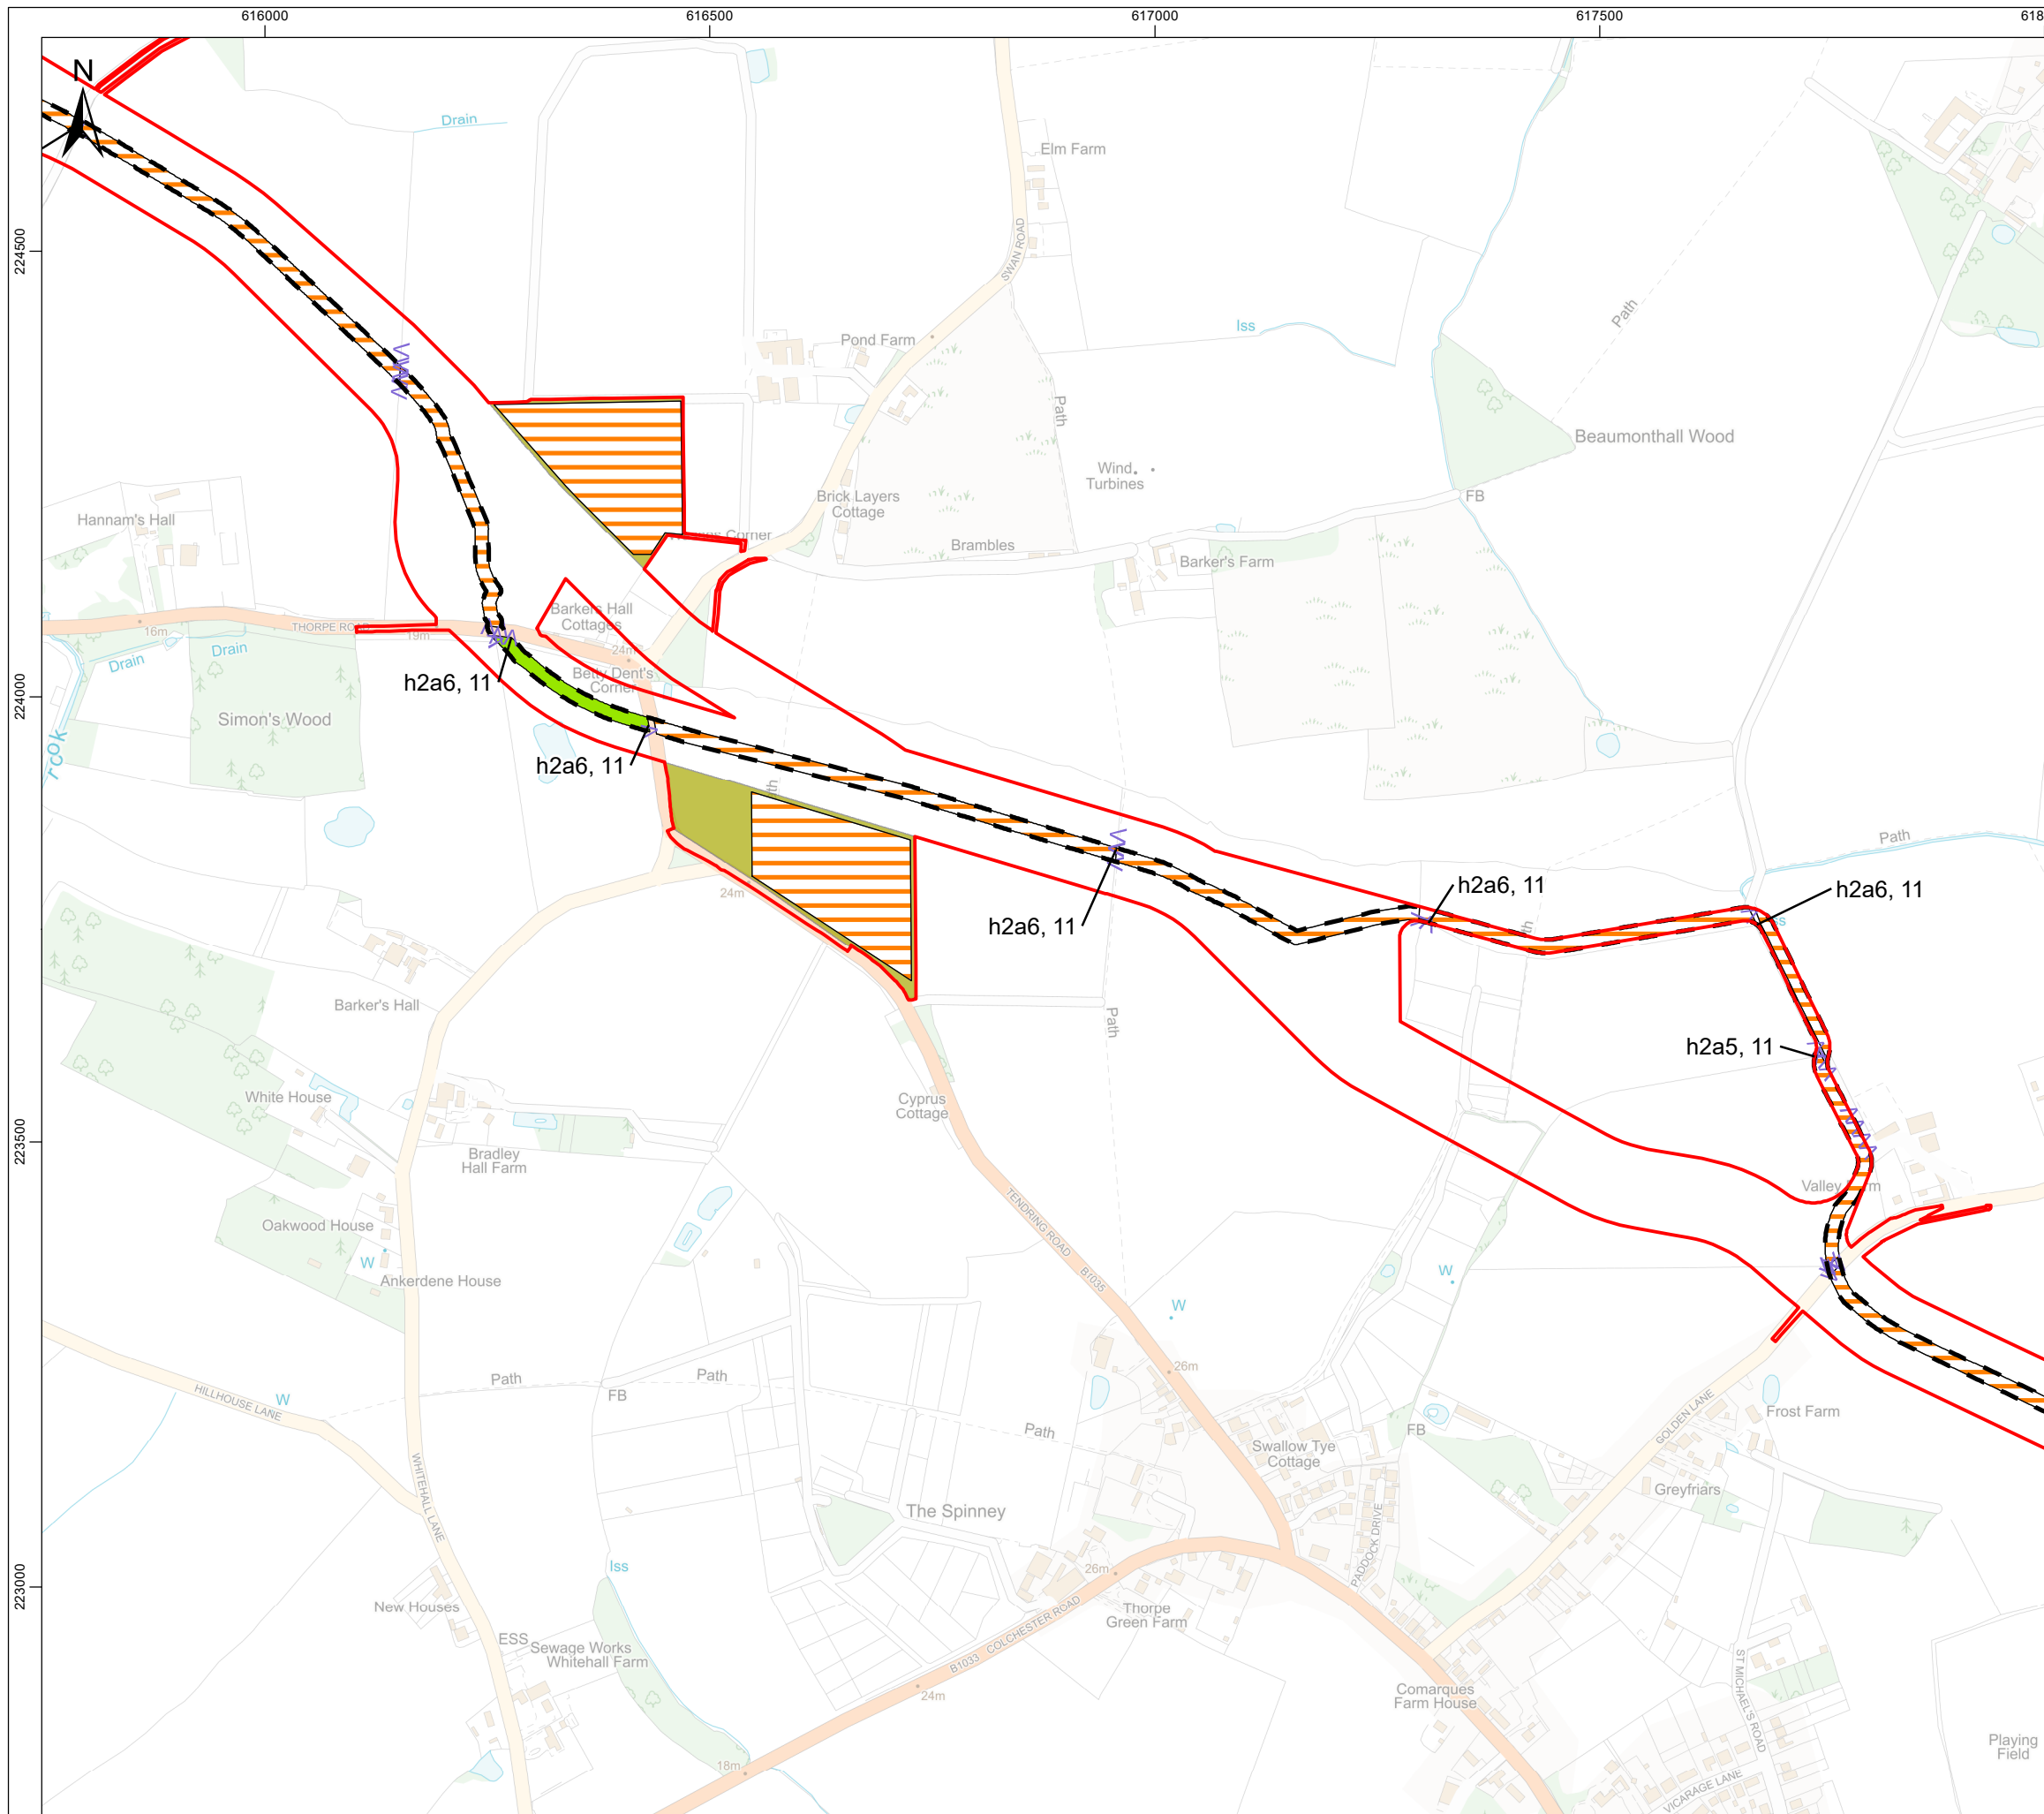 616000
616500
617000
617500
618
N
224500
224000
223500
223000
Drain
Elm Farm
SWAN ROAD
Pond Farm
Iss
Path
Path
Beaumonthall Wood
Wind
Turbines
FB
Brick Layers
Cottage
Hannam's Hall
Corner
Brambles
Barker's Farm
Barkers Hall
Cottages
THORPE ROAD
16m
19m
24m
Drain
Drain
Betty Dent's
Corner
h2a6, 11
Simon's Wood
h2a6, 11
Path
24m
h2a6, 11
h2a6, 11
h2a6, 11
Barker's Hall
Path
h2a5, 11
White House
Cyprus
Cottage
Bradley
Hall Farm
Valley Farm
TENDRING ROAD
B1035
Oakwood House
W
Ankerdene House
W
W
26m
HILLHOUSE LANE
W
Path
FB
Path
Path
Swallow Tye
Cottage
FB
GOLDEN LANE
Frost Farm
Greyfriars
WHITEHALL LANE
The Spinney
PADDOCK DRIVE
Iss
26m
Thorpe
Green Farm
New Houses
ESS
Sewage Works
Whitehall Farm
B1033
COLCHESTER ROAD
24m
Comarques
Farm House
ST MICHAEL'S ROAD
Playing
Field
18m
VICARAGE LANE